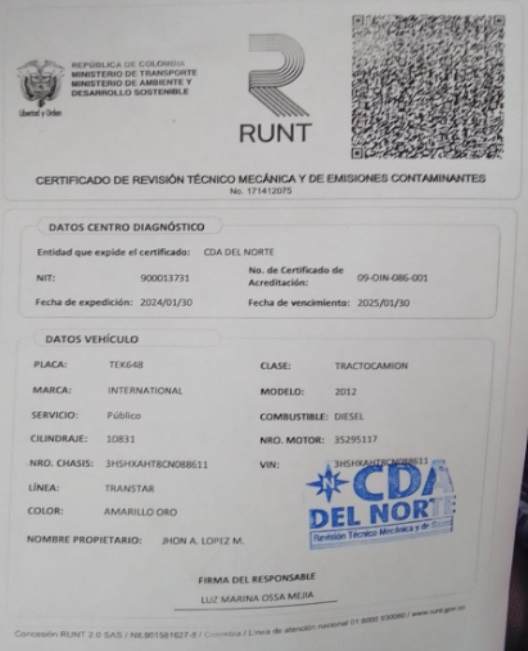 REPÚBLICA DE COLOMBIA
MINISTERIO DE TRANSPORTE
MINISTERIO DE AMBIENTE Y
DESARROLLO SOSTENIBLE
Libertad y Orden
RUNT
CERTIFICADO DE REVISIÓN TÉCNICO MECÁNICA Y DE EMISIONES CONTAMINANTES
No. 171412075
DATOS CENTRO DIAGNÓSTICO
Entidad que expide el certificado: CDA DEL NORTE
NIT: 900013731 No. de Certificado de Acreditación: 09-OIN-086-001
Fecha de expedición: 2024/01/30 Fecha de vencimiento: 2025/01/30
DATOS VEHÍCULO
PLACA: TEK648 CLASE: TRACTOCAMION
MARCA: INTERNATIONAL MODELO: 2012
SERVICIO: Público COMBUSTIBLE: DIESEL
CILINDRAJE: 10831 NRO. MOTOR: 35295117
NRO. CHASIS: 3HSHXAHT8CN088611 VIN: 3HSHXAHT8CN088611
LÍNEA: TRANSTAR
COLOR: AMARILLO ORO
CDA
DEL NORTE
Revisión Técnico Mecánica y de
NOMBRE PROPIETARIO: JHON A. LOPEZ M.
FIRMA DEL RESPONSABLE
LUZ MARINA OSSA MEJIA
Concesión RUNT 2.0 SAS / Nit.901581627-8 / Colombia / Línea de atención nacional 01 8000 930060 / www.runt.gov.co